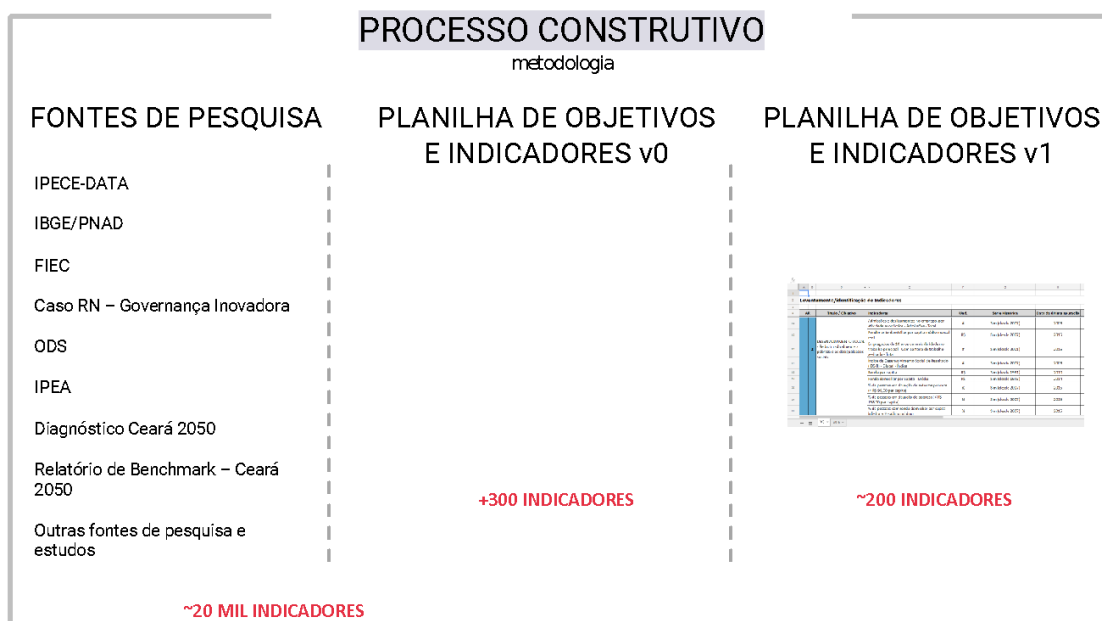 PROCESSO CONSTRUTIVO
metodologia
FONTES DE PESQUISA
IPECE-DATA
IBGE/PNAD
FIEC
Caso RN – Governança Inovadora
ODS
IPEA
Diagnóstico Ceará 2050
Relatório de Benchmark – Ceará
2050
Outras fontes de pesquisa e
estudos
~20 MIL INDICADORES
PLANILHA DE OBJETIVOS
E INDICADORES v0
+300 INDICADORES
PLANILHA DE OBJETIVOS
E INDICADORES v1
Levantamento/Identificação de Indicadores
~200 INDICADORES